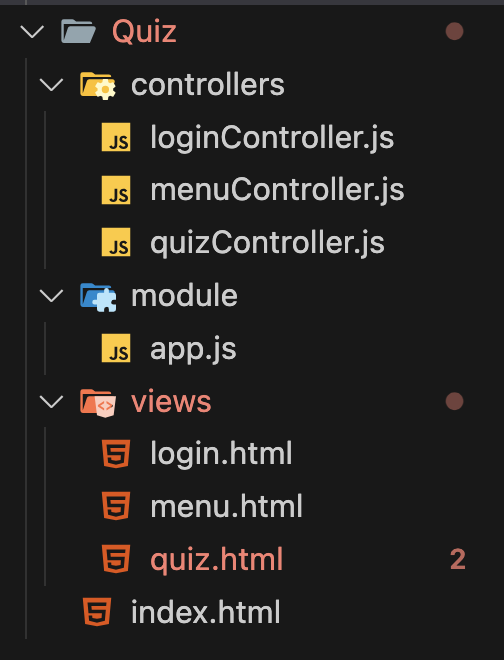 Quiz
controllers
JS loginController.js
JS menuController.js
JS quizController.js
module
JS app.js
views
login.html
menu.html
quiz.html 2
index.html